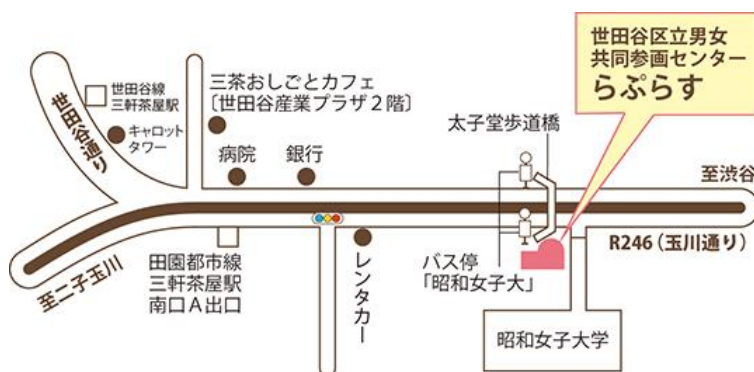 世田谷区立男女
共同参画センター
らぷらす
世田谷線
三軒茶屋駅
三茶おしごとカフェ
〔世田谷産業プラザ2階〕
世田谷通り
キャロット
タワー
太子堂歩道橋
病院
銀行
至渋谷
R246(玉川通り)
至二子玉川
田園都市線
三軒茶屋駅
南口A出口
レンタカー
バス停
「昭和女子大」
昭和女子大学